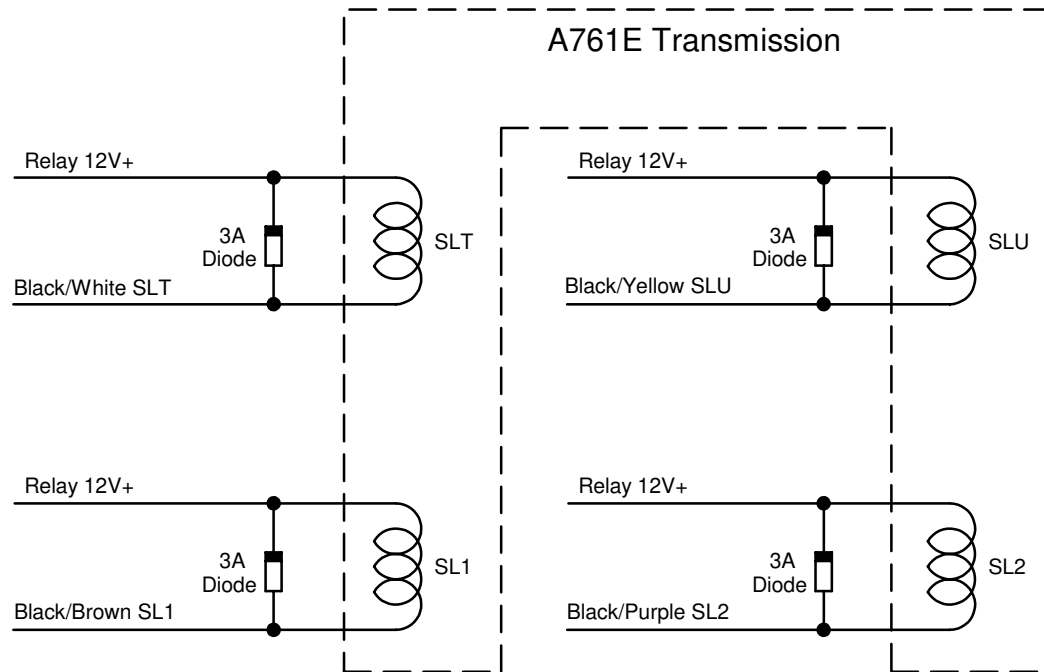 A761E Transmission
Relay 12V+
3A
Diode
SLT
Black/White SLT
Relay 12V+
3A
Diode
SLU
Black/Yellow SLU
Relay 12V+
3A
Diode
SL1
Black/Brown SL1
Relay 12V+
3A
Diode
SL2
Black/Purple SL2